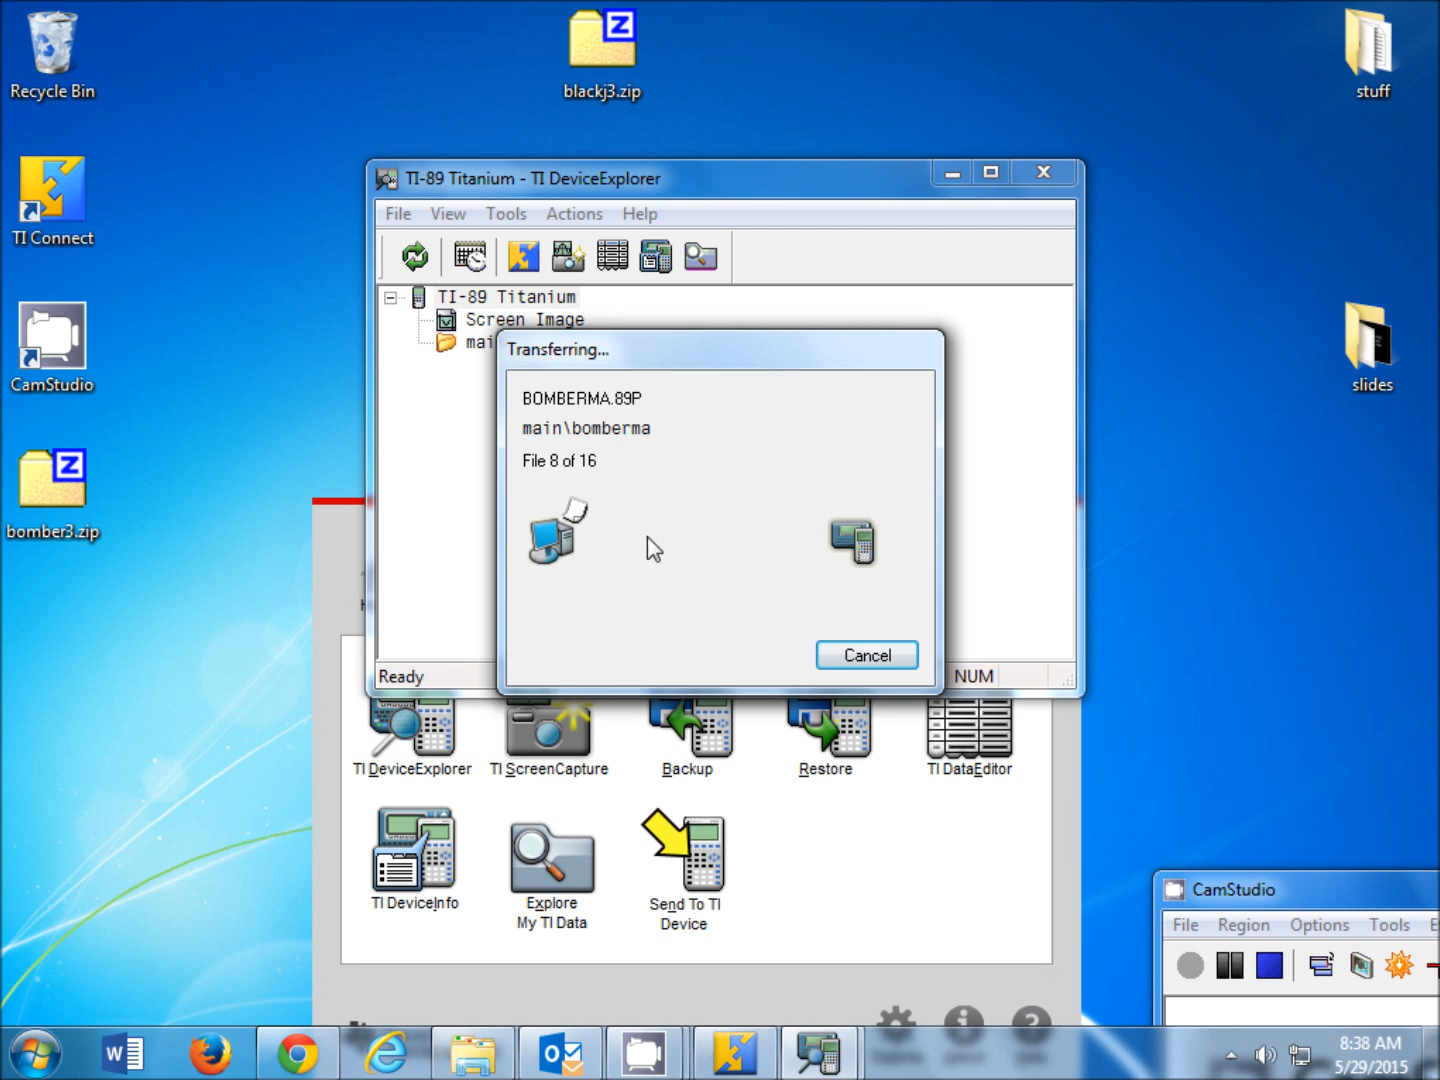 Recycle Bin
TI Connect
CamStudio
bomber3.zip
blackj3.zip
stuff
slides
TI-89 Titanium - TI DeviceExplorer
File View Tools Actions Help
TI-89 Titanium
Screen Image
mai
Transferring...
BOMBERMA.89P
main\bomberma
File 8 of 16
Cancel
Ready
NUM
TI DeviceExplorer
TI ScreenCapture
Backup
Restore
TI DataEditor
TI DeviceInfo
Explore
My TI Data
Send To TI
Device
CamStudio
File Region Options Tools E
8:38 AM
5/29/2015